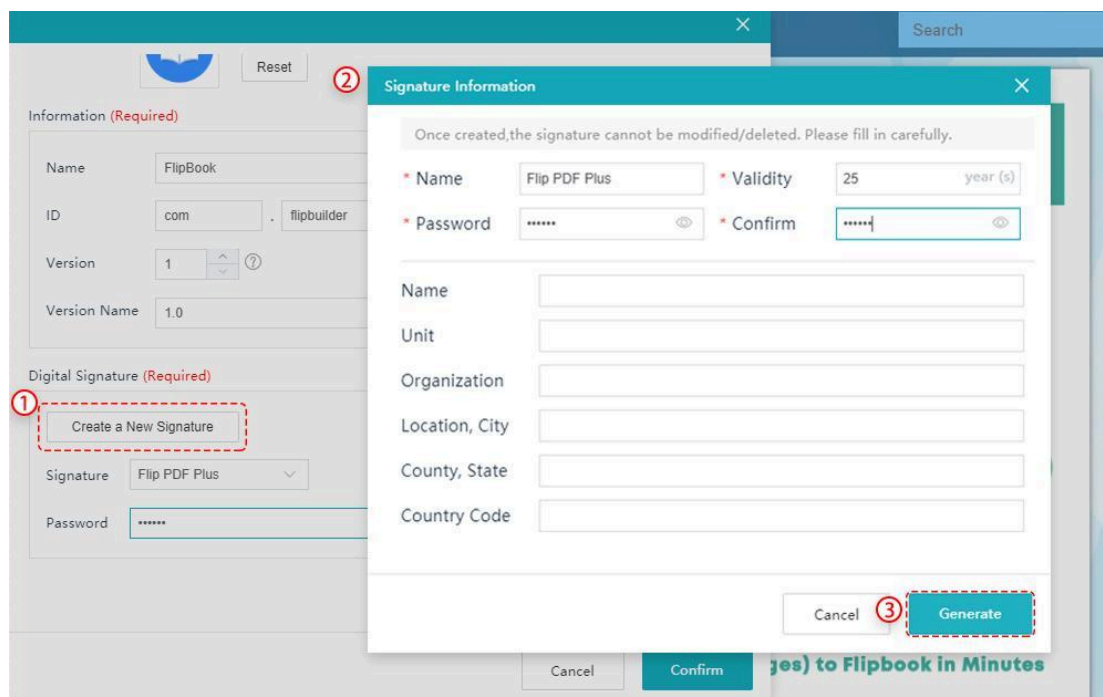 Search
Reset
②
Signature Information
Once created,the signature cannot be modified/deleted. Please fill in carefully.
Information (Required)
Name FlipBook
ID com . flipbuilder
Version 1
Version Name 1.0
* Name Flip PDF Plus * Validity 25 year (s)
* Password •••••• * Confirm ••••••
Name
Unit
Organization
Location, City
County, State
Country Code
Digital Signature (Required)
①
Create a New Signature
Signature Flip PDF Plus
Password ••••••
Cancel ③ Generate
Cancel Confirm
ges) to Flipbook in Minutes